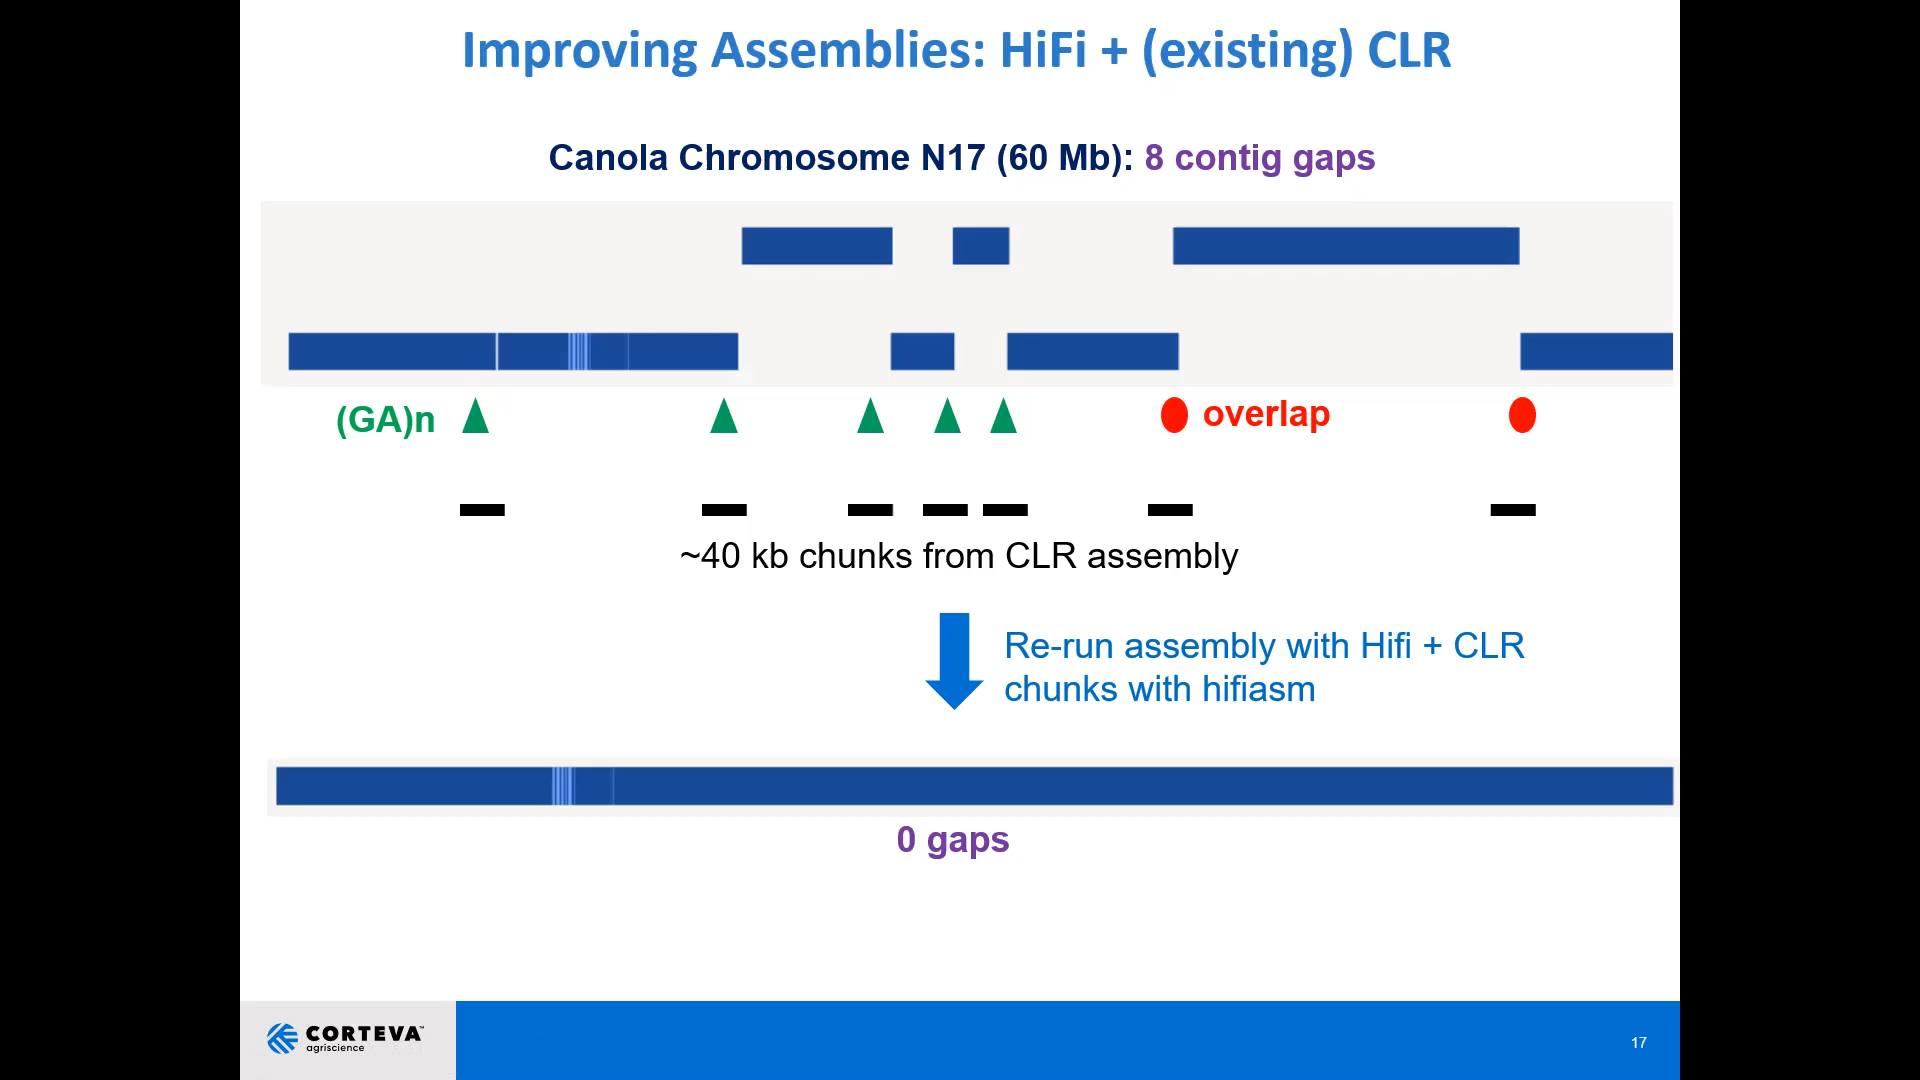 Improving Assemblies: HiFi + (existing) CLR
Canola Chromosome N17 (60 Mb): 8 contig gaps
(GA)n
overlap
~40 kb chunks from CLR assembly
Re-run assembly with Hifi + CLR
chunks with hifiasm
0 gaps
CORTEVA™
agriscience
17